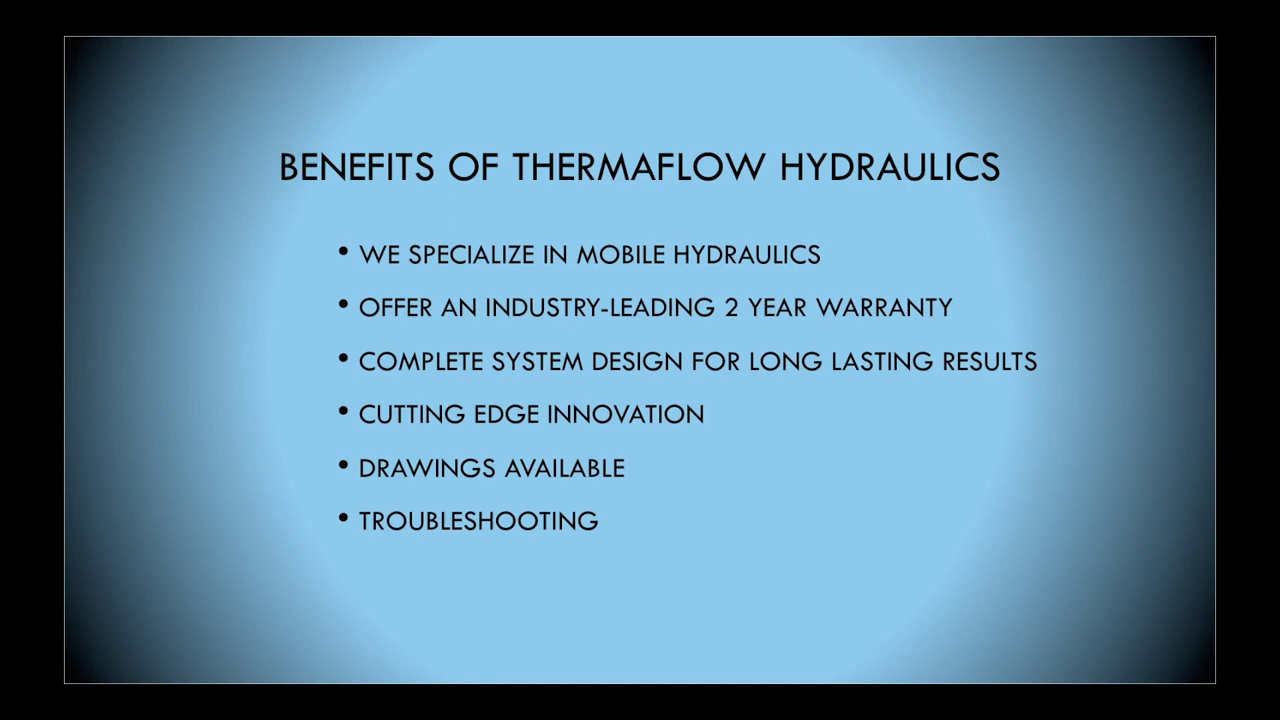 BENEFITS OF THERMAFLOW HYDRAULICS
• WE SPECIALIZE IN MOBILE HYDRAULICS
• OFFER AN INDUSTRY-LEADING 2 YEAR WARRANTY
• COMPLETE SYSTEM DESIGN FOR LONG LASTING RESULTS
• CUTTING EDGE INNOVATION
• DRAWINGS AVAILABLE
• TROUBLESHOOTING